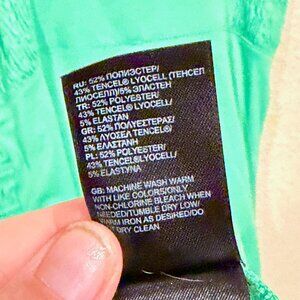 RU: 52% ПОЛИЭСТЕР/
43% TENCEL® LYOCELL (ТЕНСЕЛ
ЛИОСЕЛЛ)/5% ЭЛАСТЕН
TR: 52% POLYESTER/
43% TENCEL® LYOCELL/
5% ELASTAN
GR: 52% ΠΟΛΥΕΣΤΕΡΑΣ/
43% ΛΥΟΣΕΛ TENCEL®/
5% ΕΛΑΣΤΑΝΗ
PL: 52% POLYESTER/
43% TENCEL®LYOCELL/
5% ELASTYNA
GB: MACHINE WASH WARM
WITH LIKE COLORS/ONLY
NON-CHLORINE BLEACH WHEN
NEEDED/TUMBLE DRY LOW/
WARM IRON AS DESIRED/DO
DRY CLEAN